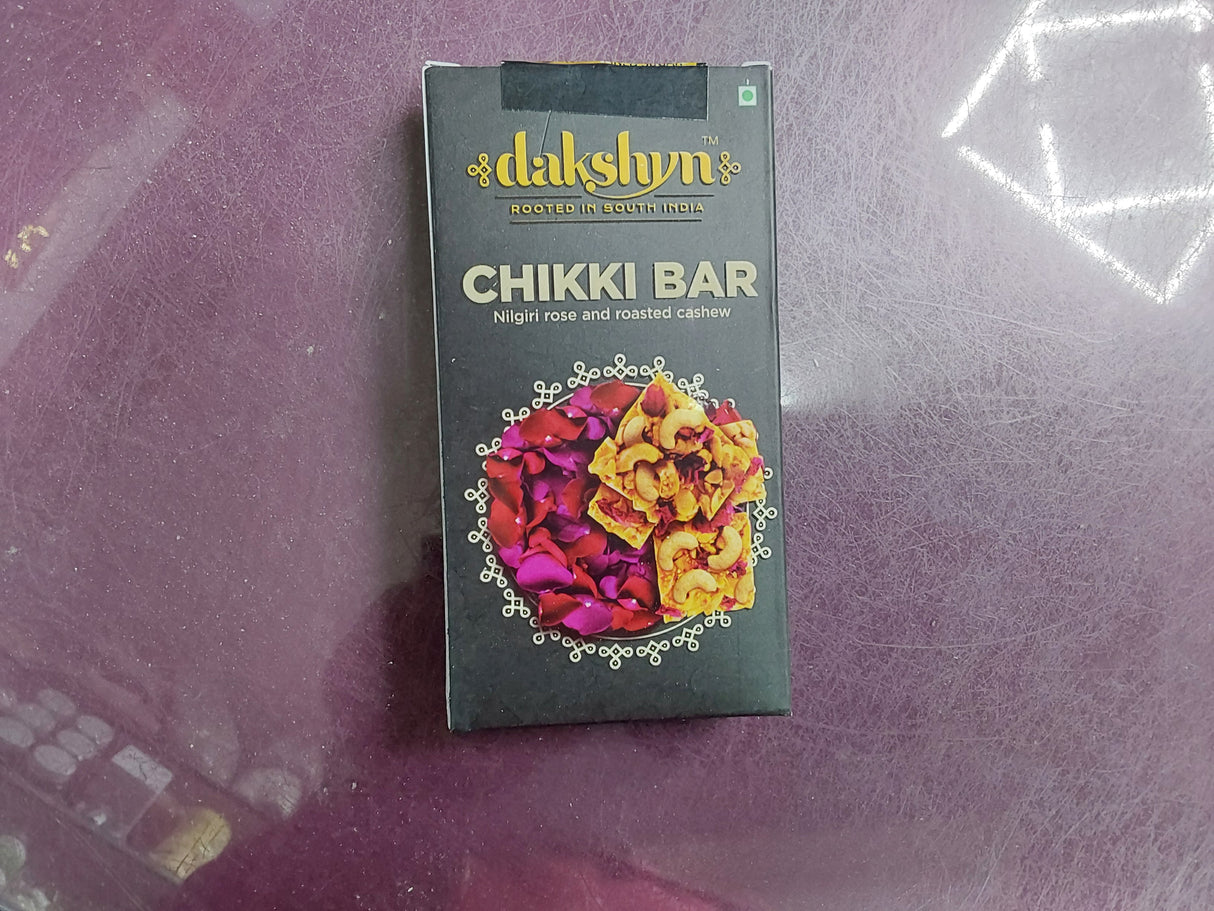 dakshyn™
ROOTED IN SOUTH INDIA
CHIKKI BAR
Nilgiri rose and roasted cashew